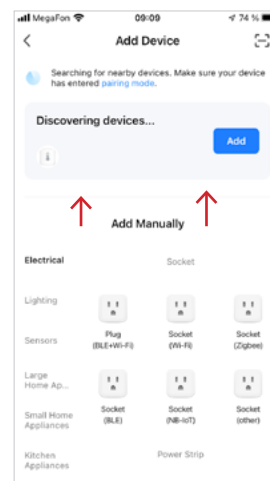 MegaFon 09:09 74 %
Add Device
Searching for nearby devices. Make sure your device
has entered pairing mode.
Discovering devices...
Add
Add Manually
Electrical
Socket
Lighting
Plug
(BLE+Wi-Fi)
Socket
(Wi-Fi)
Socket
(Zigbee)
Sensors
Large
Home Ap...
Socket
(BLE)
Socket
(NB-IoT)
Socket
(other)
Small Home
Appliances
Kitchen
Appliances
Power Strip